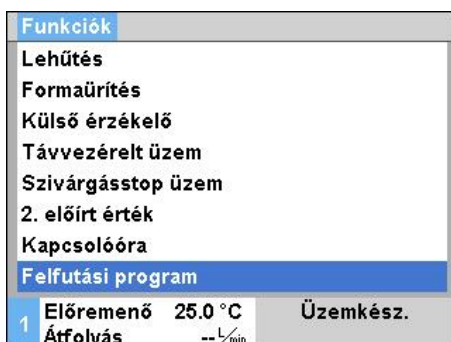 Funkciók
Lehűtés
Formaürítés
Külső érzékelő
Távvezérelt üzem
Szivárgásstop üzem
2. előírt érték
Kapcsolóóra
Felfutási program
1 Előremenő 25.0 °C Üzemkész.
Átfolyás -- L/min